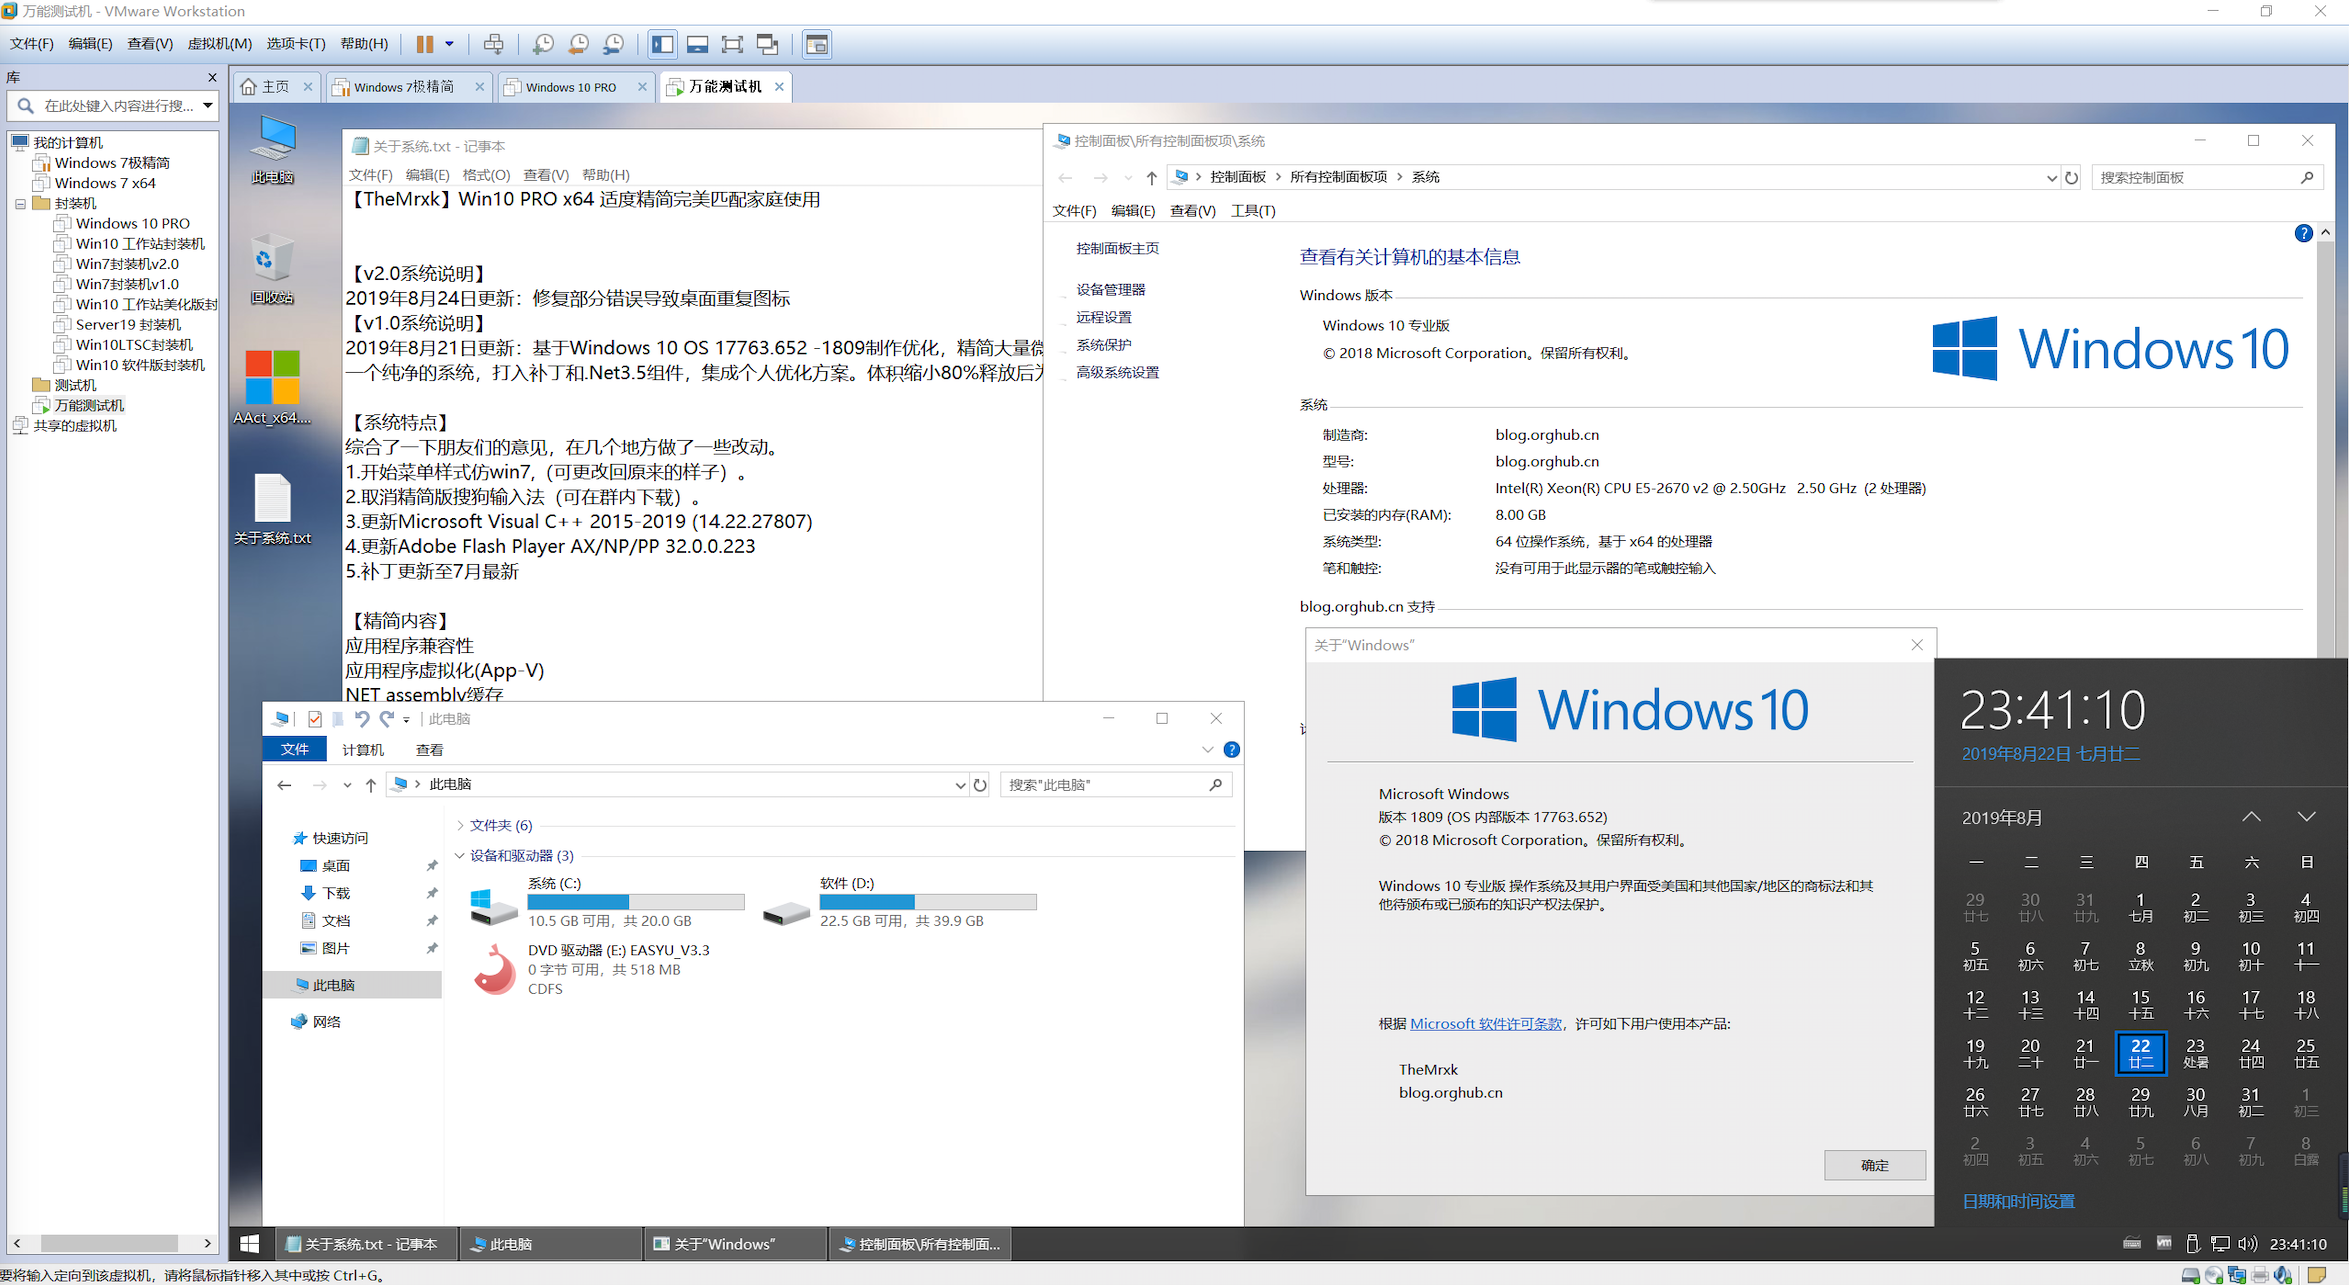 万能测试机 - VMware Workstation
文件(F) 编辑(E) 查看(V) 虚拟机(M) 选项卡(T) 帮助(H)
库
在此处键入内容进行搜...
我的计算机
Windows 7极精简
Windows 7 x64
封装机
Windows 10 PRO
Win10 工作站封装机
Win7封装机v2.0
Win7封装机v1.0
Win10 工作站美化版封
Server19 封装机
Win10LTSC封装机
Win10 软件版封装机
测试机
万能测试机
共享的虚拟机
主页
Windows 7极精简
Windows 10 PRO
万能测试机
此电脑
回收站
AAct_x64....
关于系统.txt
关于系统.txt - 记事本
文件(F) 编辑(E) 格式(O) 查看(V) 帮助(H)
【TheMrxk】Win10 PRO x64 适度精简完美匹配家庭使用
【v2.0系统说明】
2019年8月24日更新：修复部分错误导致桌面重复图标
【v1.0系统说明】
2019年8月21日更新：基于Windows 10 OS 17763.652 -1809制作优化，精简大量微
一个纯净的系统，打入补丁和.Net3.5组件，集成个人优化方案。体积缩小80%释放后为
【系统特点】
综合了一下朋友们的意见，在几个地方做了一些改动。
1.开始菜单样式仿win7,（可更改回原来的样子）。
2.取消精简版搜狗输入法（可在群内下载）。
3.更新Microsoft Visual C++ 2015-2019 (14.22.27807)
4.更新Adobe Flash Player AX/NP/PP 32.0.0.223
5.补丁更新至7月最新
【精简内容】
应用程序兼容性
应用程序虚拟化(App-V)
NET assembly缓存
控制面板\所有控制面板项\系统
控制面板 › 所有控制面板项 › 系统
搜索控制面板
文件(F) 编辑(E) 查看(V) 工具(T)
控制面板主页
设备管理器
远程设置
系统保护
高级系统设置
查看有关计算机的基本信息
Windows 版本
Windows 10 专业版
© 2018 Microsoft Corporation。保留所有权利。
Windows 10
系统
制造商: blog.orghub.cn
型号: blog.orghub.cn
处理器: Intel(R) Xeon(R) CPU E5-2670 v2 @ 2.50GHz 2.50 GHz (2 处理器)
已安装的内存(RAM): 8.00 GB
系统类型: 64 位操作系统，基于 x64 的处理器
笔和触控: 没有可用于此显示器的笔或触控输入
blog.orghub.cn 支持
此电脑
文件 计算机 查看
此电脑
搜索"此电脑"
快速访问
桌面
下载
文档
图片
此电脑
网络
文件夹 (6)
设备和驱动器 (3)
系统 (C:)
10.5 GB 可用，共 20.0 GB
软件 (D:)
22.5 GB 可用，共 39.9 GB
DVD 驱动器 (E:) EASYU_V3.3
0 字节 可用，共 518 MB
CDFS
关于“Windows”
Windows 10
Microsoft Windows
版本 1809 (OS 内部版本 17763.652)
© 2018 Microsoft Corporation。保留所有权利。
Windows 10 专业版 操作系统及其用户界面受美国和其他国家/地区的商标法和其
他待颁布或已颁布的知识产权法保护。
根据 Microsoft 软件许可条款，许可如下用户使用本产品:
TheMrxk
blog.orghub.cn
确定
23:41:10
2019年8月22日 七月廿二
2019年8月
一 二 三 四 五 六 日
29 30 31 1 2 3 4
廿七 廿八 廿九 七月 初二 初三 初四
5 6 7 8 9 10 11
初五 初六 初七 立秋 初九 初十 十一
12 13 14 15 16 17 18
十二 十三 十四 十五 十六 十七 十八
19 20 21 22 23 24 25
十九 二十 廿一 廿二 处暑 廿四 廿五
26 27 28 29 30 31 1
廿六 廿七 廿八 廿九 八月 初二 初三
2 3 4 5 6 7 8
初四 初五 初六 初七 初八 初九 白露
日期和时间设置
关于系统.txt - 记事本
此电脑
关于“Windows”
控制面板\所有控制面...
23:41:10
要将输入定向到该虚拟机，请将鼠标指针移入其中或按 Ctrl+G。